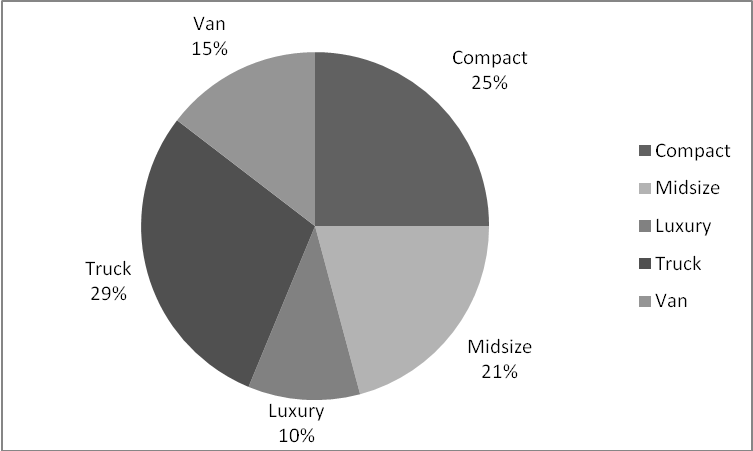 Van
15%
Compact
25%
Truck
29%
Midsize
21%
Luxury
10%
Compact
Midsize
Luxury
Truck
Van